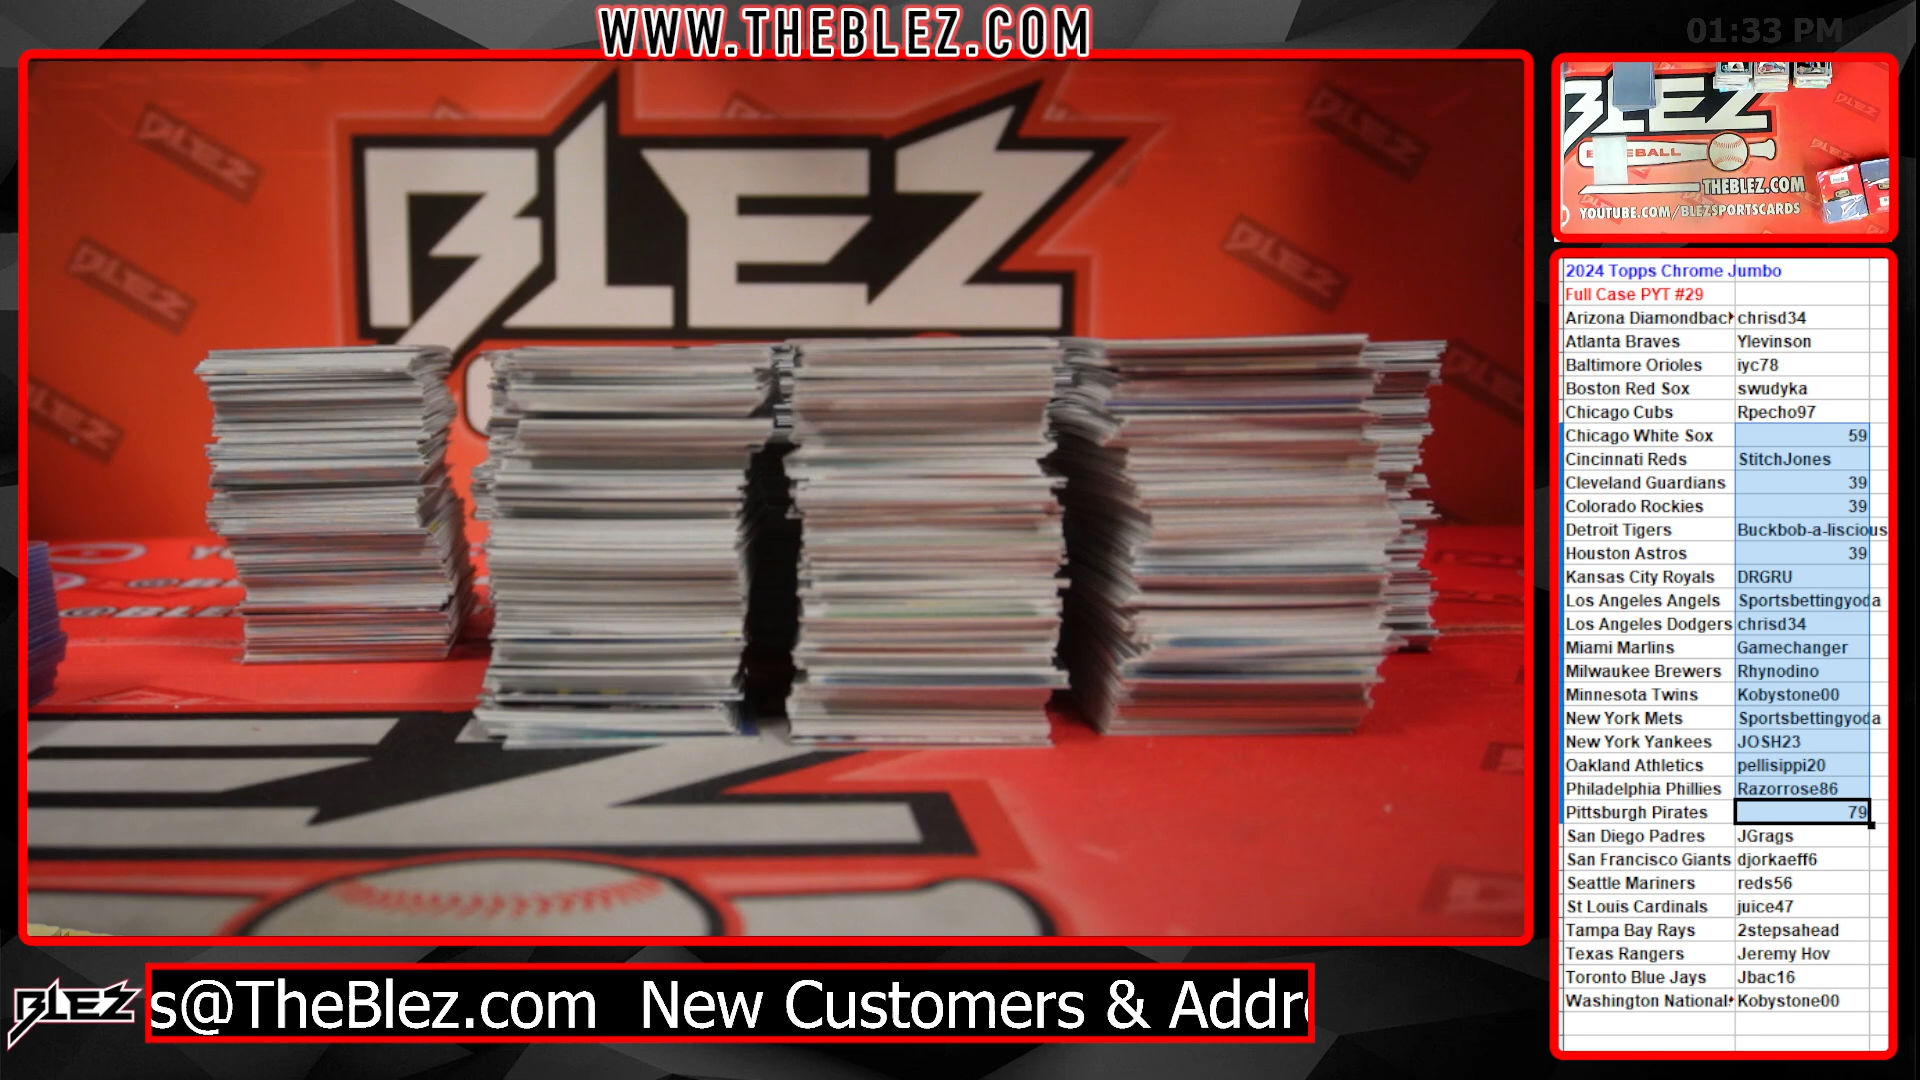 WWW.THEBLEZ.COM
01:33 PM
BLEZ
BLEZ
THEBLEZ.COM
YOUTUBE.COM/BLEZSPORTSCARDS
2024 Topps Chrome Jumbo
Full Case PYT #29
Arizona Diamondbac chrisd34
Atlanta Braves Ylevinson
Baltimore Orioles iyc78
Boston Red Sox swudyka
Chicago Cubs Rpecho97
Chicago White Sox 59
Cincinnati Reds StitchJones
Cleveland Guardians 39
Colorado Rockies 39
Detroit Tigers Buckbob-a-liscious
Houston Astros 39
Kansas City Royals DRGRU
Los Angeles Angels Sportsbettingyoda
Los Angeles Dodgers chrisd34
Miami Marlins Gamechanger
Milwaukee Brewers Rhynodino
Minnesota Twins Kobystone00
New York Mets Sportsbettingyoda
New York Yankees JOSH23
Oakland Athletics pellisippi20
Philadelphia Phillies Razorrose86
Pittsburgh Pirates 79
San Diego Padres JGrags
San Francisco Giants djorkaeff6
Seattle Mariners reds56
St Louis Cardinals juice47
Tampa Bay Rays 2stepsahead
Texas Rangers Jeremy Hov
Toronto Blue Jays Jbac16
Washington National Kobystone00
BLEZ
s@TheBlez.com New Customers & Addr